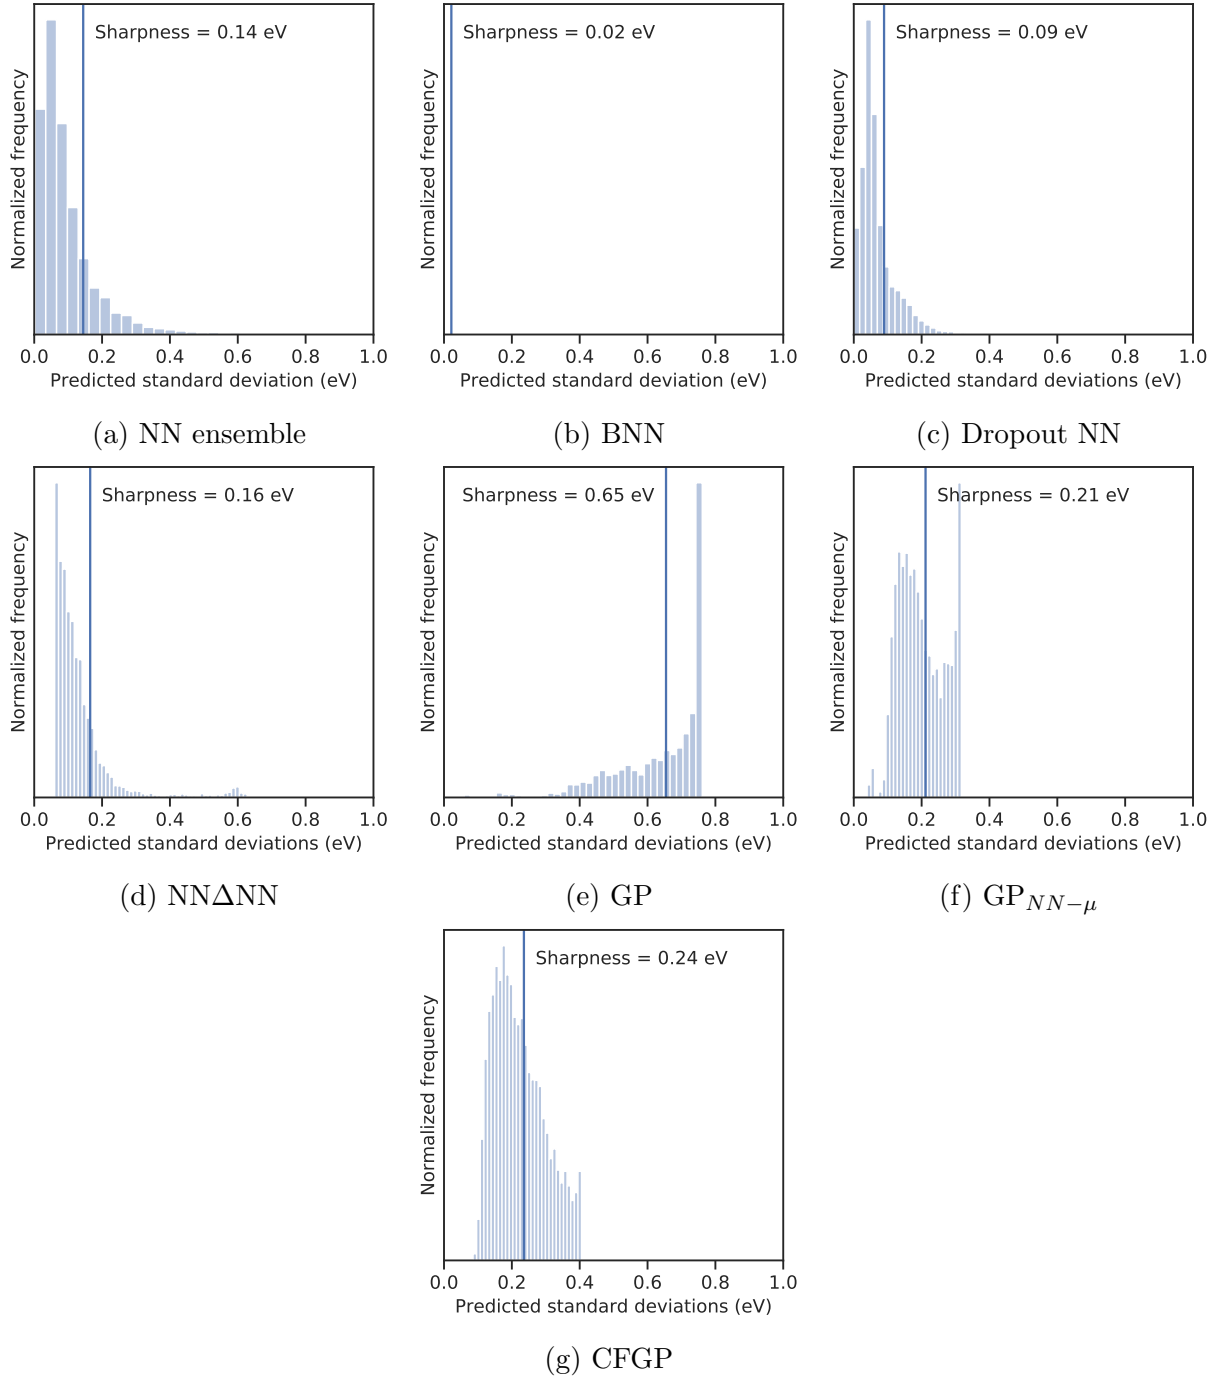 Sharpness = 0.14 eV
Normalized frequency
0.0 0.2 0.4 0.6 0.8 1.0
Predicted standard deviation (eV)
(a) NN ensemble
Sharpness = 0.02 eV
Normalized frequency
0.0 0.2 0.4 0.6 0.8 1.0
Predicted standard deviation (eV)
(b) BNN
Sharpness = 0.09 eV
Normalized frequency
0.0 0.2 0.4 0.6 0.8 1.0
Predicted standard deviations (eV)
(c) Dropout NN
Sharpness = 0.16 eV
Normalized frequency
0.0 0.2 0.4 0.6 0.8 1.0
Predicted standard deviations (eV)
(d) NNΔNN
Sharpness = 0.65 eV
Normalized frequency
0.0 0.2 0.4 0.6 0.8 1.0
Predicted standard deviations (eV)
(e) GP
Sharpness = 0.21 eV
Normalized frequency
0.0 0.2 0.4 0.6 0.8 1.0
Predicted standard deviations (eV)
(f) GP_{NN−μ}
Sharpness = 0.24 eV
Normalized frequency
0.0 0.2 0.4 0.6 0.8 1.0
Predicted standard deviations (eV)
(g) CFGP